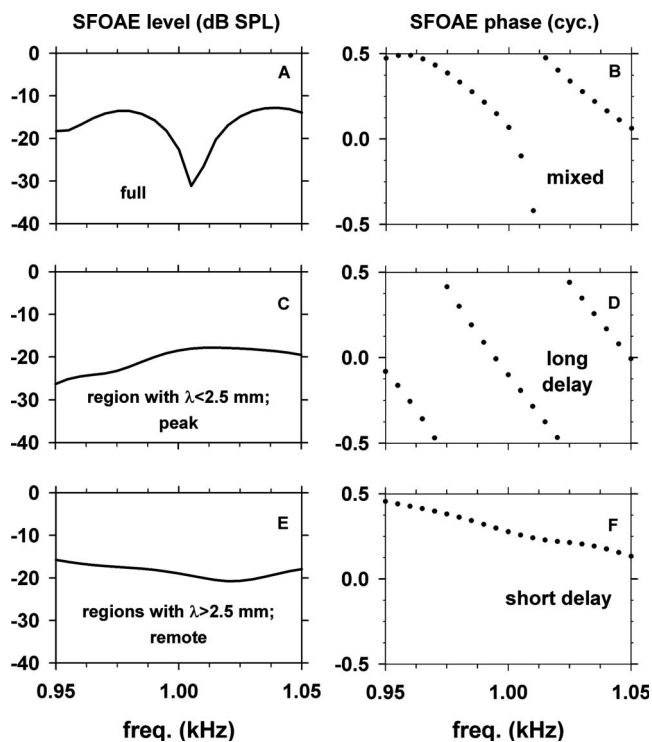 SFOAE level (dB SPL)
SFOAE phase (cyc.)
0
-10
-20
-30
-40
A
full
0.5
0.0
-0.5
B
mixed
0
-10
-20
-30
-40
C
region with λ<2.5 mm;
peak
0.5
0.0
-0.5
D
long
delay
0
-10
-20
-30
-40
E
regions with λ>2.5 mm;
remote
0.95
1.00
1.05
freq. (kHz)
0.5
0.0
-0.5
F
short delay
0.95
1.00
1.05
freq. (kHz)